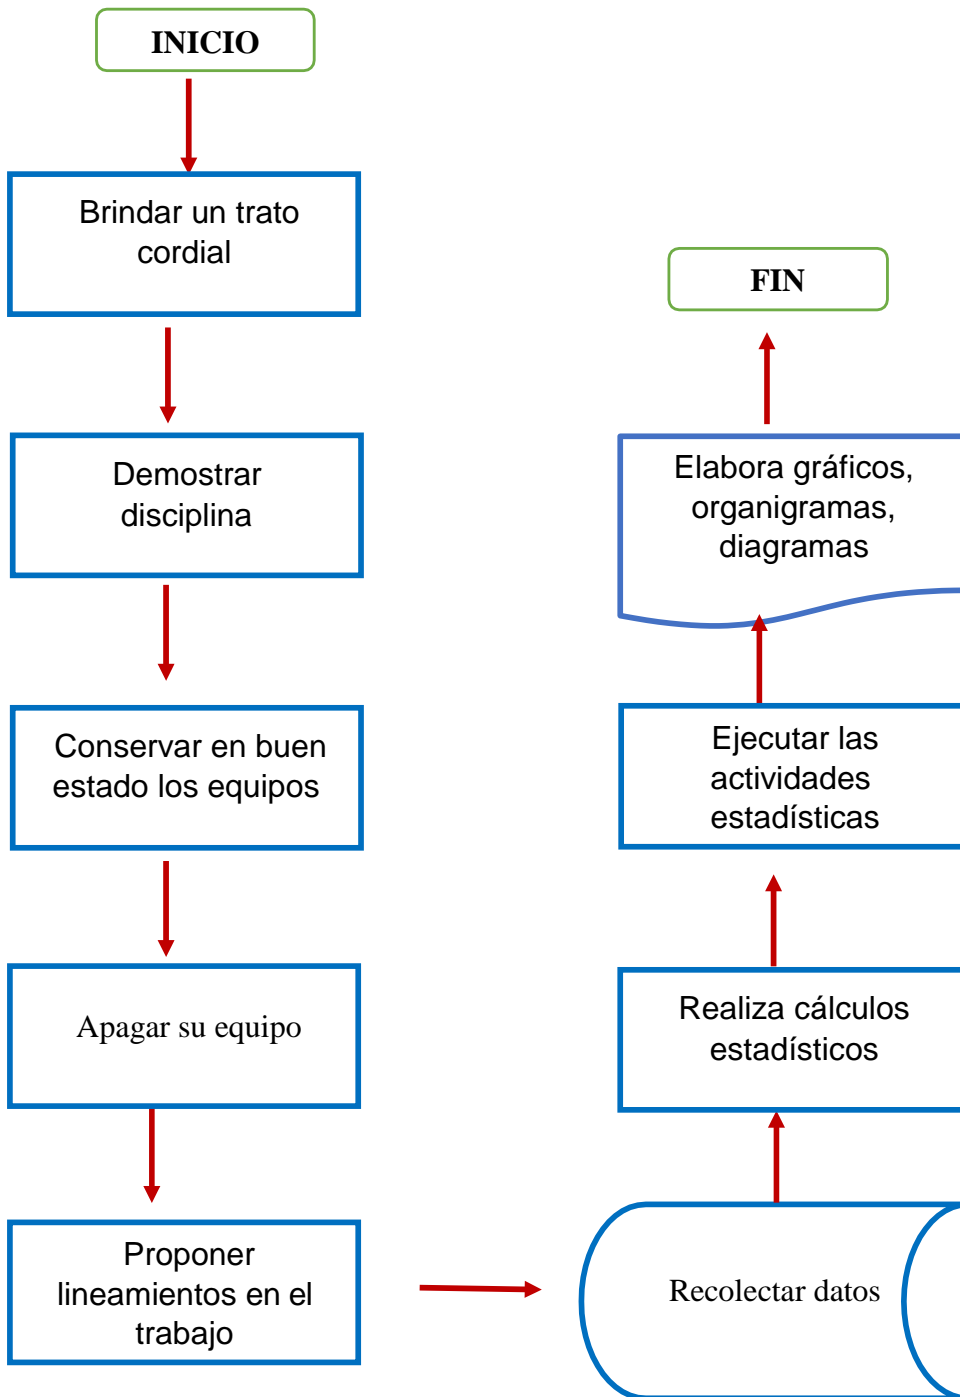 INICIO
Brindar un trato
cordial
Demostrar
disciplina
Conservar en buen
estado los equipos
Apagar su equipo
Proponer
lineamientos en el
trabajo
Recolectar datos
Realiza cálculos
estadísticos
Ejecutar las
actividades
estadísticas
Elabora gráficos,
organigramas,
diagramas
FIN